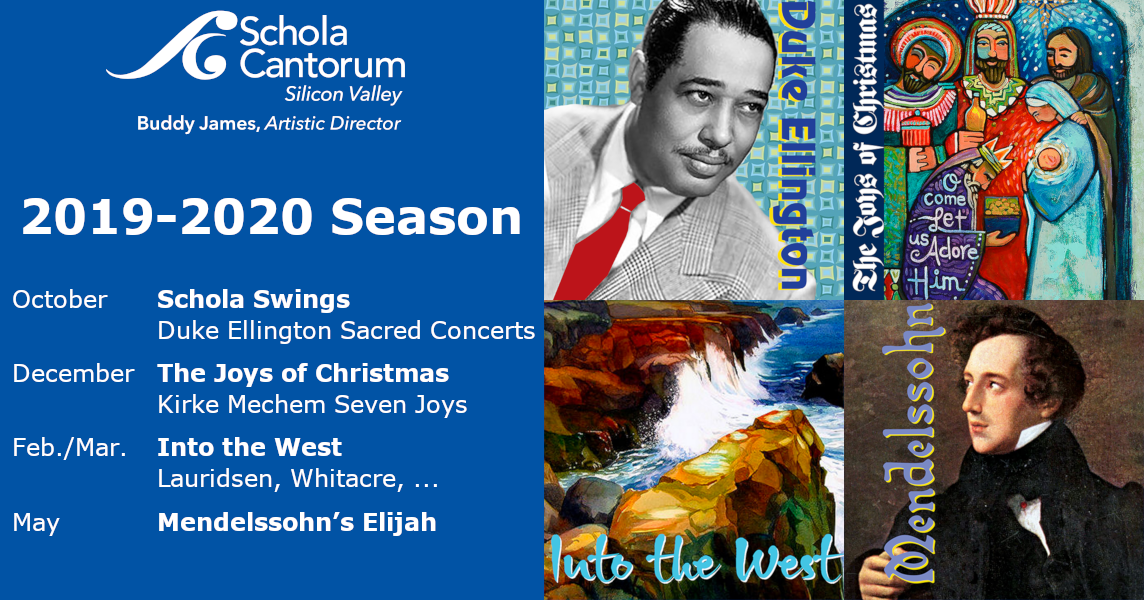 Schola
Cantorum
Silicon Valley
Buddy James, Artistic Director
2019-2020 Season
October Schola Swings
Duke Ellington Sacred Concerts
December The Joys of Christmas
Kirke Mechem Seven Joys
Feb./Mar. Into the West
Lauridsen, Whitacre, ...
May Mendelssohn’s Elijah
Duke Ellington
The Joys of Christmas
O
Come
Let
us Adore
Him
Into the West
Mendelssohn